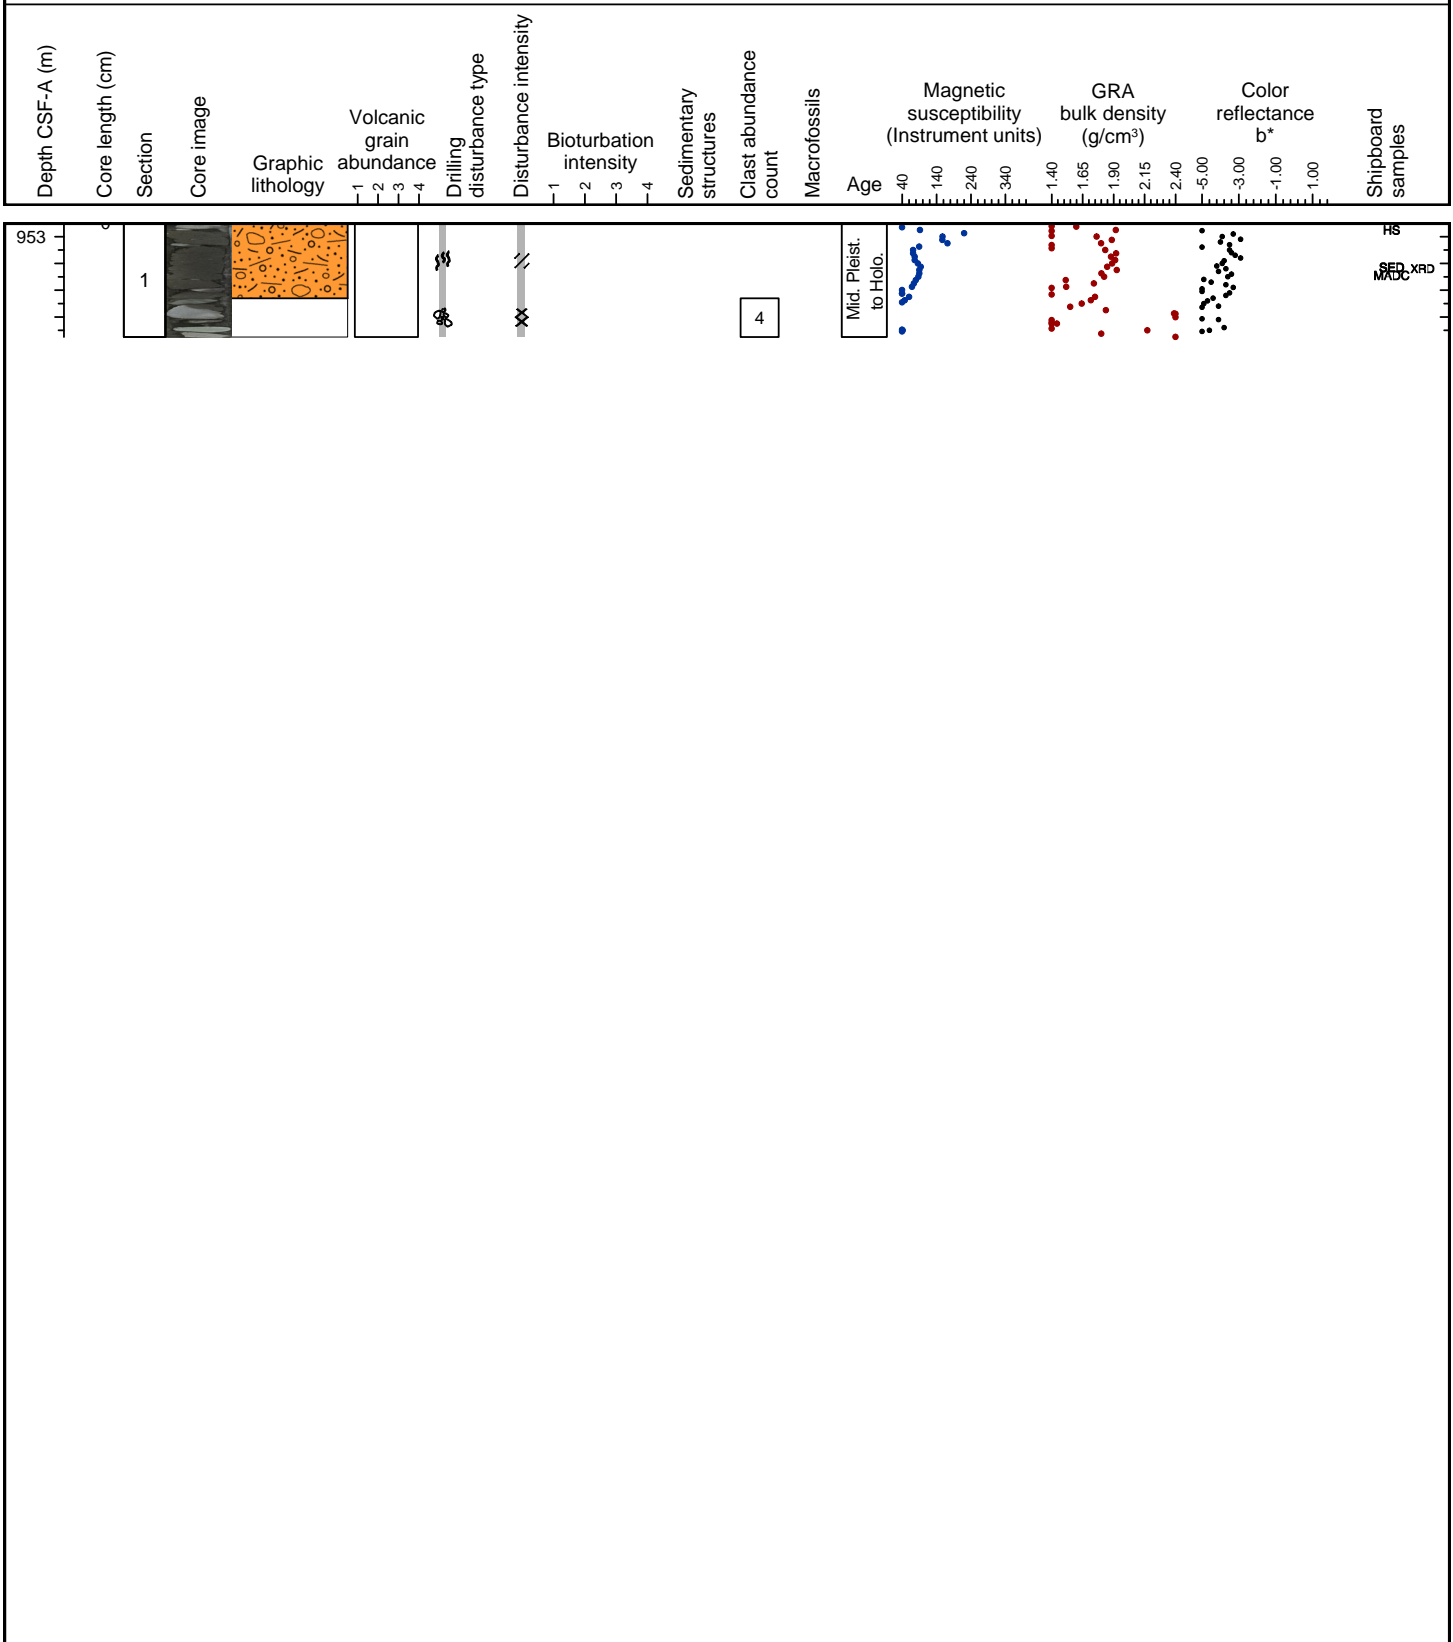 Depth CSF-A (m)
Core length (cm)
Section
Core image
Graphic
lithology
Volcanic
grain
abundance
1 2 3 4
Drilling
disturbance type
Disturbance intensity
Bioturbation
intensity
1 2 3 4
Sedimentary
structures
Clast abundance
count
Macrofossils
Age
Magnetic
susceptibility
(Instrument units)
40 140 240 340
GRA
bulk density
(g/cm³)
1.40 1.65 1.90 2.15 2.40
Color
reflectance
b*
-5.00 -3.00 -1.00 1.00
Shipboard
samples
953
0
1
4
Mid. Pleist.
to Holo.
HS
SED XRD
MADC